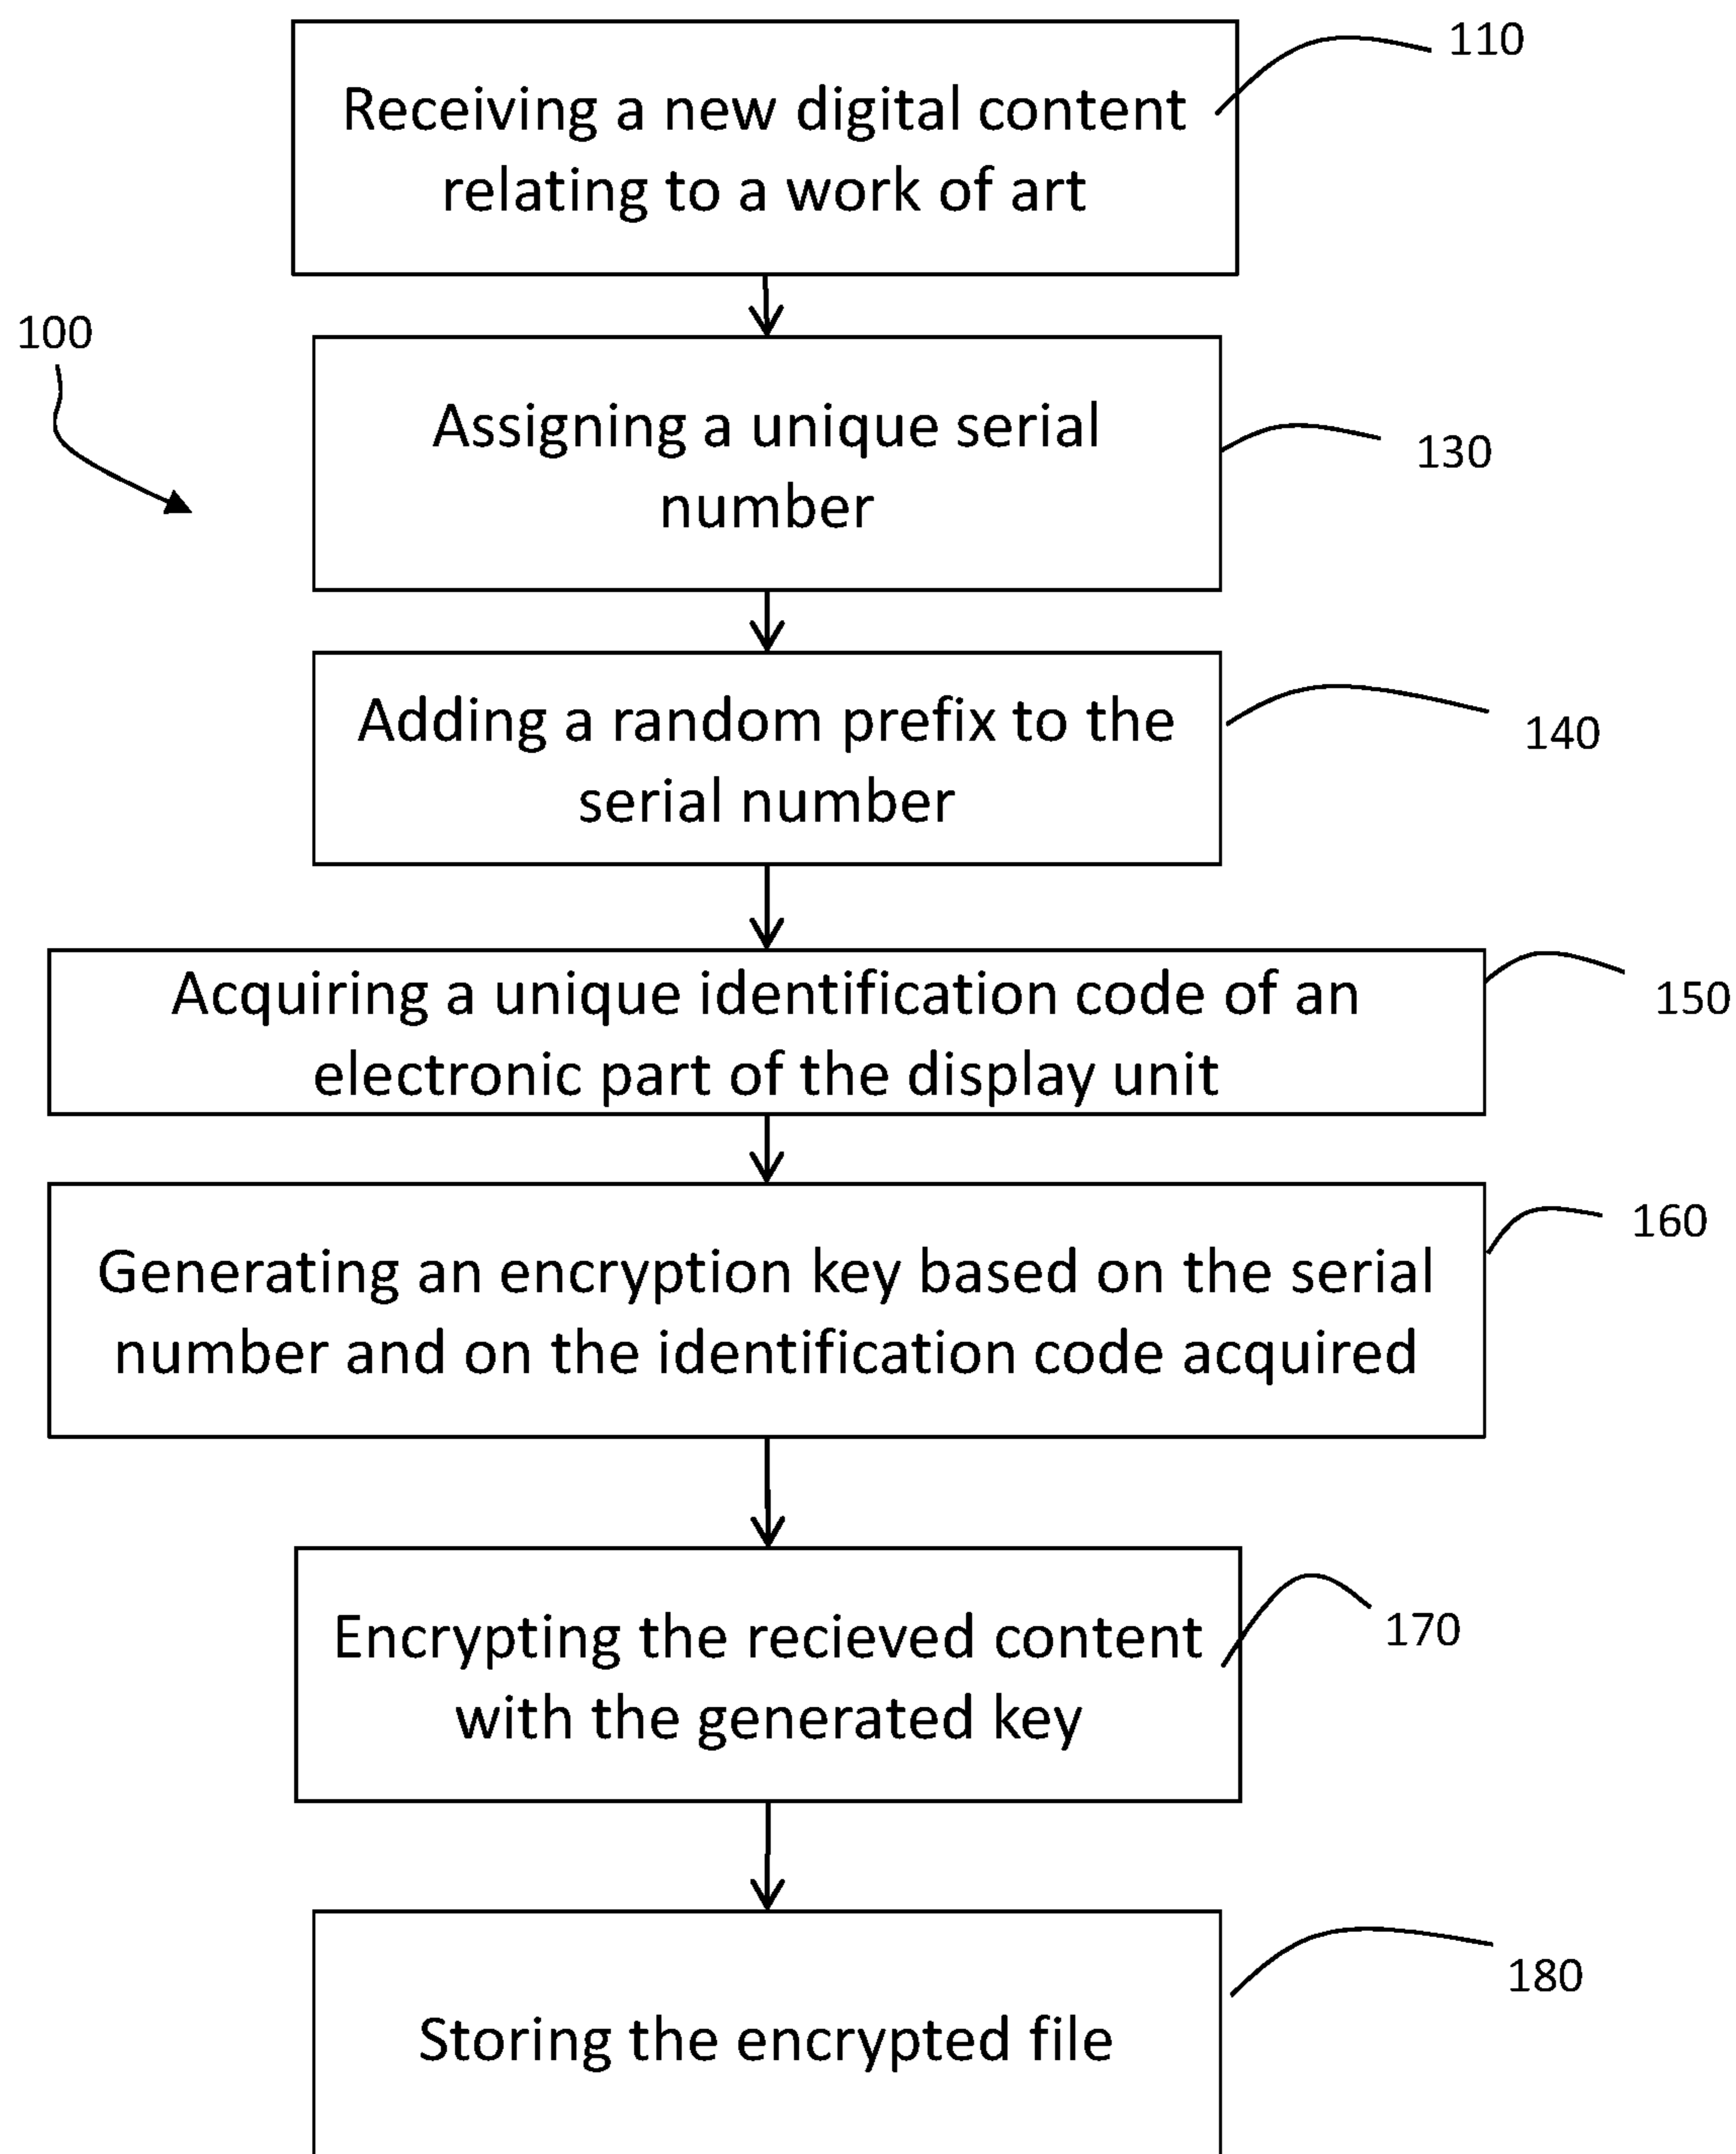 110
Receiving a new digital content
relating to a work of art
100
Assigning a unique serial
number
130
Adding a random prefix to the
serial number
140
Acquiring a unique identification code of an
electronic part of the display unit
150
160
Generating an encryption key based on the serial
number and on the identification code acquired
Encrypting the recieved content
with the generated key
170
180
Storing the encrypted file